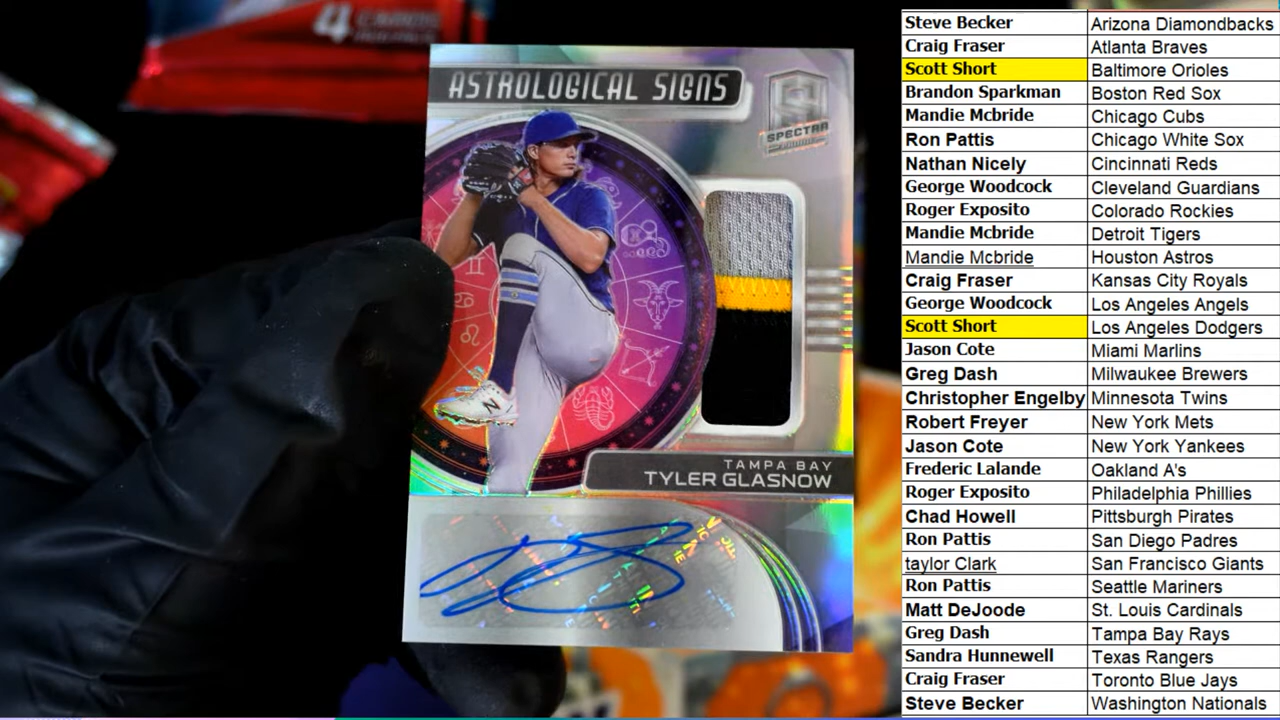 4 CARDS
ASTROLOGICAL SIGNS
SPECTRA
N
TAMPA BAY
TYLER GLASNOW
Steve Becker Arizona Diamondbacks
Craig Fraser Atlanta Braves
Scott Short Baltimore Orioles
Brandon Sparkman Boston Red Sox
Mandie Mcbride Chicago Cubs
Ron Pattis Chicago White Sox
Nathan Nicely Cincinnati Reds
George Woodcock Cleveland Guardians
Roger Exposito Colorado Rockies
Mandie Mcbride Detroit Tigers
Mandie Mcbride Houston Astros
Craig Fraser Kansas City Royals
George Woodcock Los Angeles Angels
Scott Short Los Angeles Dodgers
Jason Cote Miami Marlins
Greg Dash Milwaukee Brewers
Christopher Engelby Minnesota Twins
Robert Freyer New York Mets
Jason Cote New York Yankees
Frederic Lalande Oakland A's
Roger Exposito Philadelphia Phillies
Chad Howell Pittsburgh Pirates
Ron Pattis San Diego Padres
taylor Clark San Francisco Giants
Ron Pattis Seattle Mariners
Matt DeJoode St. Louis Cardinals
Greg Dash Tampa Bay Rays
Sandra Hunnewell Texas Rangers
Craig Fraser Toronto Blue Jays
Steve Becker Washington Nationals